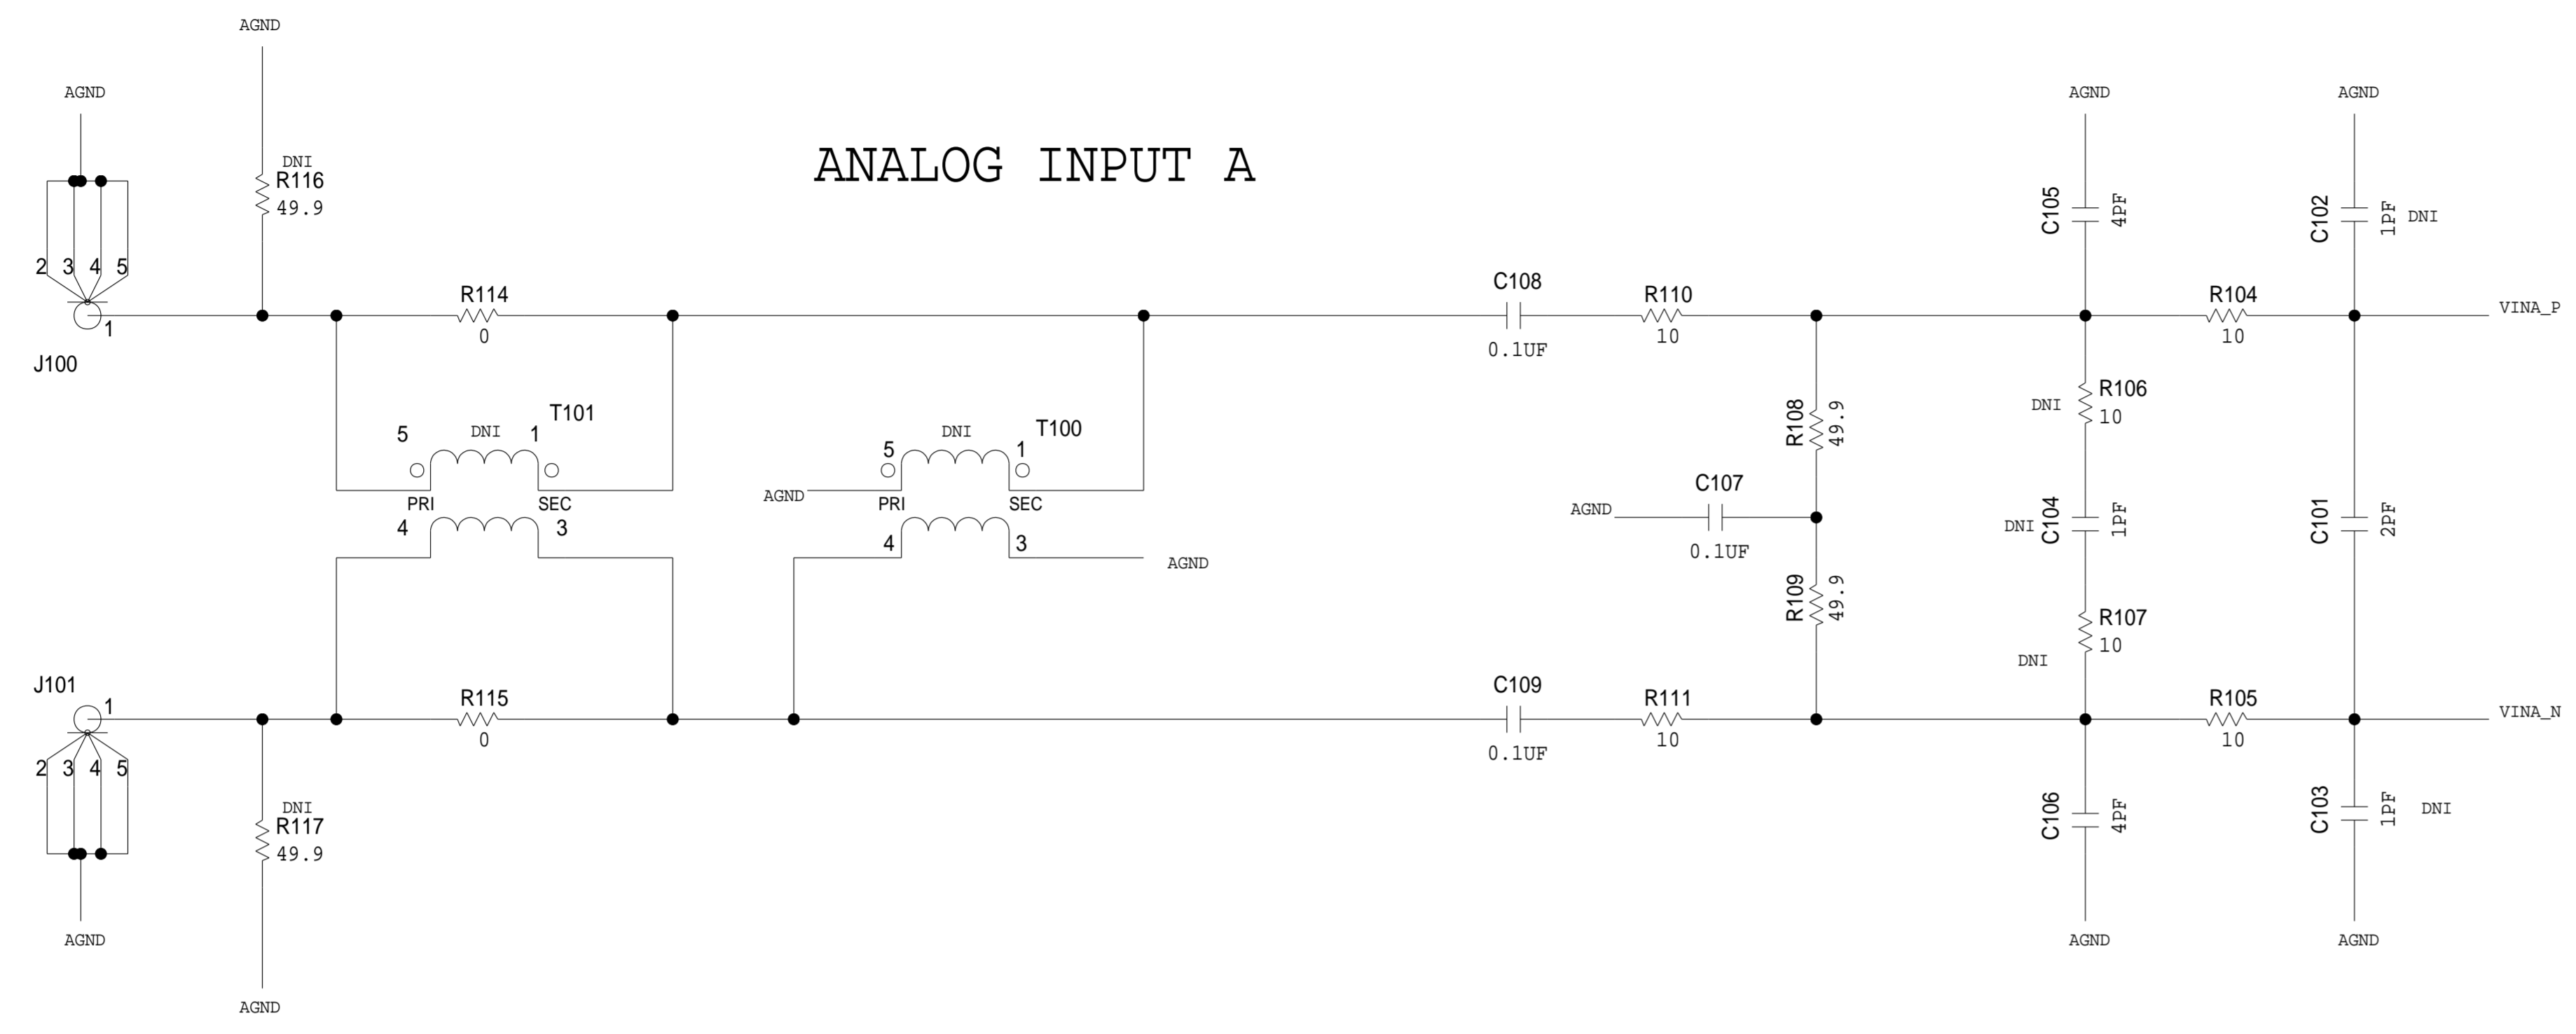 AGND
AGND
AGND
AGND
ANALOG INPUT A
DNI
R116
49.9
C105
4PF
C102
1PF
DNI
2
3
4
5
1
J100
R114
0
C108
0.1UF
R110
10
R104
10
VINA_P
T101
5
DNI
1
PRI
SEC
4
3
T100
5
DNI
1
AGND
PRI
SEC
4
3
AGND
R108
49.9
C107
AGND
0.1UF
R109
49.9
DNI
R106
10
DNI
C104
1PF
C101
2PF
R107
10
DNI
J101
1
R115
0
C109
0.1UF
R111
10
R105
10
VINA_N
2
3
4
5
DNI
R117
49.9
C106
4PF
C103
1PF
DNI
AGND
AGND
AGND
AGND